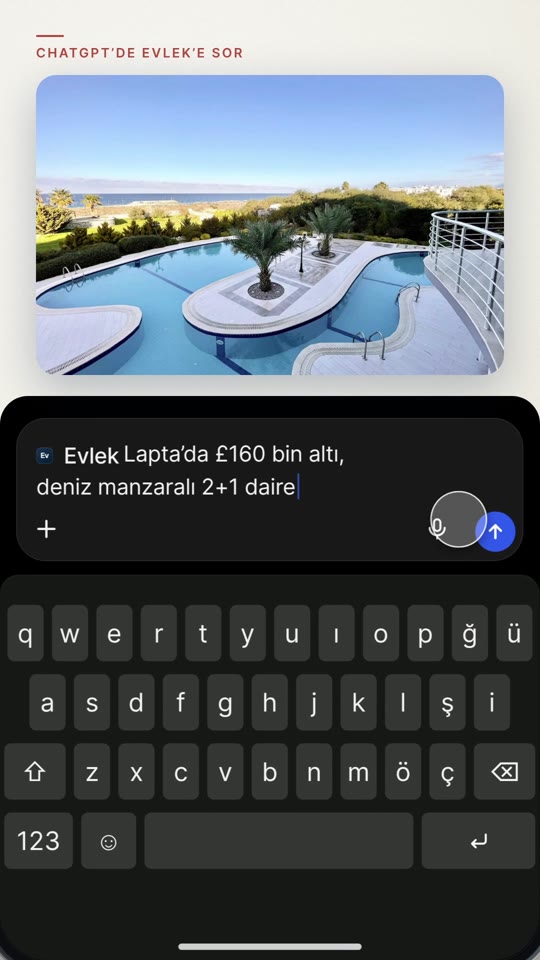 CHATGPT'DE EVLEK'E SOR
Ev Evlek Lapta'da £160 bin altı,
deniz manzaralı 2+1 daire
q w e r t y u ı o p ğ ü
a s d f g h j k l ş i
z x c v b n m ö ç
123